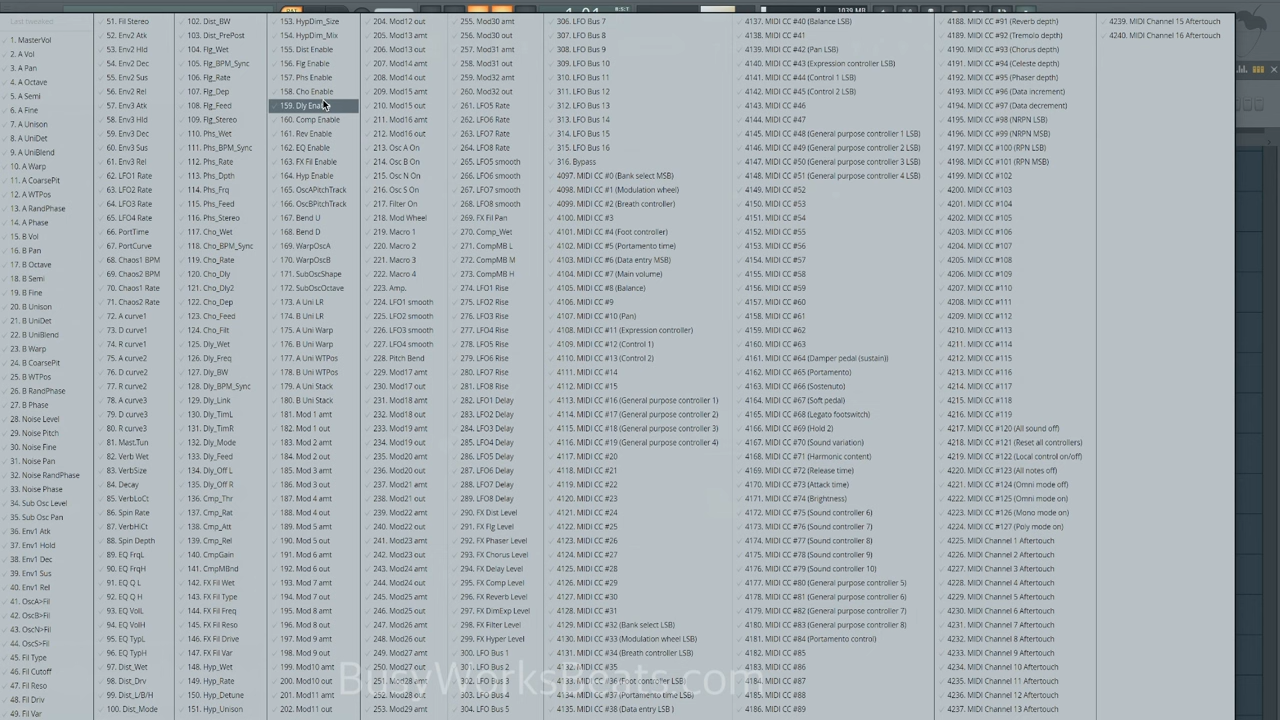 Last tweaked
1. MasterVol
2. A Vol
3. A Pan
4. A Octave
5. A Semi
6. A Fine
7. A Unison
8. A UniDet
9. A UniBlend
10. A Warp
11. A CoarsePit
12. A WTPos
13. A RandPhase
14. A Phase
15. B Vol
16. B Pan
17. B Octave
18. B Semi
19. B Fine
20. B Unison
21. B UniDet
22. B UniBlend
23. B Warp
24. B CoarsePit
25. B WTPos
26. B RandPhase
27. B Phase
28. Noise Level
29. Noise Pitch
30. Noise Fine
31. Noise Pan
32. Noise RandPhase
33. Noise Phase
34. Sub Osc Level
35. Sub Osc Pan
36. Env1 Atk
37. Env1 Hold
38. Env1 Dec
39. Env1 Sus
40. Env1 Rel
41. OscA>Fil
42. OscB>Fil
43. OscN>Fil
44. OscS>Fil
45. Fil Type
46. Fil Cutoff
47. Fil Reso
48. Fil Driv
49. Fil Var
51. Fil Stereo
52. Env2 Atk
53. Env2 Hld
54. Env2 Dec
55. Env2 Sus
56. Env2 Rel
57. Env3 Atk
58. Env3 Hld
59. Env3 Dec
60. Env3 Sus
61. Env3 Rel
62. LFO1 Rate
63. LFO2 Rate
64. LFO3 Rate
65. LFO4 Rate
66. PortTime
67. PortCurve
68. Chaos1 BPM
69. Chaos2 BPM
70. Chaos1 Rate
71. Chaos2 Rate
72. A curve1
73. D curve1
74. R curve1
75. A curve2
76. D curve2
77. R curve2
78. A curve3
79. D curve3
80. R curve3
81. Mast.Tun
82. Verb Wet
83. VerbSize
84. Decay
85. VerbLoCt
86. Spin Rate
87. VerbHiCt
88. Spin Depth
89. EQ FrqL
90. EQ FrqH
91. EQ Q L
92. EQ Q H
93. EQ VolL
94. EQ VolH
95. EQ TypL
96. EQ TypH
97. Dist_Wet
98. Dist_Drv
99. Dist_L/B/H
100. Dist_Mode
102. Dist_BW
103. Dist_PrePost
104. Flg_Wet
105. Flg_BPM_Sync
106. Flg_Rate
107. Flg_Dep
108. Flg_Feed
109. Flg_Stereo
110. Phs_Wet
111. Phs_BPM_Sync
112. Phs_Rate
113. Phs_Dpth
114. Phs_Frq
115. Phs_Feed
116. Phs_Stereo
117. Cho_Wet
118. Cho_BPM_Sync
119. Cho_Rate
120. Cho_Dly
121. Cho_Dly2
122. Cho_Dep
123. Cho_Feed
124. Cho_Filt
125. Dly_Wet
126. Dly_Freq
127. Dly_BW
128. Dly_BPM_Sync
129. Dly_Link
130. Dly_TimL
131. Dly_TimR
132. Dly_Mode
133. Dly_Feed
134. Dly_Off L
135. Dly_Off R
136. Cmp_Thr
137. Cmp_Rat
138. Cmp_Att
139. Cmp_Rel
140. CmpGain
141. CmpMBnd
142. FX Fil Wet
143. FX Fil Type
144. FX Fil Freq
145. FX Fil Reso
146. FX Fil Drive
147. FX Fil Var
148. Hyp_Wet
149. Hyp_Rate
150. Hyp_Detune
151. Hyp_Unison
153. HypDim_Size
154. HypDim_Mix
155. Dist Enable
156. Flg Enable
157. Phs Enable
158. Cho Enable
159. Dly Enable
160. Comp Enable
161. Rev Enable
162. EQ Enable
163. FX Fil Enable
164. Hyp Enable
165. OscAPitchTrack
166. OscBPitchTrack
167. Bend U
168. Bend D
169. WarpOscA
170. WarpOscB
171. SubOscShape
172. SubOscOctave
173. A Uni LR
174. B Uni LR
175. A Uni Warp
176. B Uni Warp
177. A Uni WTPos
178. B Uni WTPos
179. A Uni Stack
180. B Uni Stack
181. Mod 1 amt
182. Mod 1 out
183. Mod 2 amt
184. Mod 2 out
185. Mod 3 amt
186. Mod 3 out
187. Mod 4 amt
188. Mod 4 out
189. Mod 5 amt
190. Mod 5 out
191. Mod 6 amt
192. Mod 6 out
193. Mod 7 amt
194. Mod 7 out
195. Mod 8 amt
196. Mod 8 out
197. Mod 9 amt
198. Mod 9 out
199. Mod10 amt
200. Mod10 out
201. Mod11 amt
202. Mod11 out
204. Mod12 out
205. Mod13 amt
206. Mod13 out
207. Mod14 amt
208. Mod14 out
209. Mod15 amt
210. Mod15 out
211. Mod16 amt
212. Mod16 out
213. Osc A On
214. Osc B On
215. Osc N On
216. Osc S On
217. Filter On
218. Mod Wheel
219. Macro 1
220. Macro 2
221. Macro 3
222. Macro 4
223. Amp.
224. LFO1 smooth
225. LFO2 smooth
226. LFO3 smooth
227. LFO4 smooth
228. Pitch Bend
229. Mod17 amt
230. Mod17 out
231. Mod18 amt
232. Mod18 out
233. Mod19 amt
234. Mod19 out
235. Mod20 amt
236. Mod20 out
237. Mod21 amt
238. Mod21 out
239. Mod22 amt
240. Mod22 out
241. Mod23 amt
242. Mod23 out
243. Mod24 amt
244. Mod24 out
245. Mod25 amt
246. Mod25 out
247. Mod26 amt
248. Mod26 out
249. Mod27 amt
250. Mod27 out
251. Mod28 amt
252. Mod28 out
253. Mod29 amt
255. Mod30 amt
256. Mod30 out
257. Mod31 amt
258. Mod31 out
259. Mod32 amt
260. Mod32 out
261. LFO5 Rate
262. LFO6 Rate
263. LFO7 Rate
264. LFO8 Rate
265. LFO5 smooth
266. LFO6 smooth
267. LFO7 smooth
268. LFO8 smooth
269. FX Fil Pan
270. Comp_Wet
271. CompMB L
272. CompMB M
273. CompMB H
274. LFO1 Rise
275. LFO2 Rise
276. LFO3 Rise
277. LFO4 Rise
278. LFO5 Rise
279. LFO6 Rise
280. LFO7 Rise
281. LFO8 Rise
282. LFO1 Delay
283. LFO2 Delay
284. LFO3 Delay
285. LFO4 Delay
286. LFO5 Delay
287. LFO6 Delay
288. LFO7 Delay
289. LFO8 Delay
290. FX Dist Level
291. FX Flg Level
292. FX Phaser Level
293. FX Chorus Level
294. FX Delay Level
295. FX Comp Level
296. FX Reverb Level
297. FX DimExp Level
298. FX Filter Level
299. FX Hyper Level
300. LFO Bus 1
301. LFO Bus 2
302. LFO Bus 3
303. LFO Bus 4
304. LFO Bus 5
306. LFO Bus 7
307. LFO Bus 8
308. LFO Bus 9
309. LFO Bus 10
310. LFO Bus 11
311. LFO Bus 12
312. LFO Bus 13
313. LFO Bus 14
314. LFO Bus 15
315. LFO Bus 16
316. Bypass
4097. MIDI CC #0 (Bank select MSB)
4098. MIDI CC #1 (Modulation wheel)
4099. MIDI CC #2 (Breath controller)
4100. MIDI CC #3
4101. MIDI CC #4 (Foot controller)
4102. MIDI CC #5 (Portamento time)
4103. MIDI CC #6 (Data entry MSB)
4104. MIDI CC #7 (Main volume)
4105. MIDI CC #8 (Balance)
4106. MIDI CC #9
4107. MIDI CC #10 (Pan)
4108. MIDI CC #11 (Expression controller)
4109. MIDI CC #12 (Control 1)
4110. MIDI CC #13 (Control 2)
4111. MIDI CC #14
4112. MIDI CC #15
4113. MIDI CC #16 (General purpose controller 1)
4114. MIDI CC #17 (General purpose controller 2)
4115. MIDI CC #18 (General purpose controller 3)
4116. MIDI CC #19 (General purpose controller 4)
4117. MIDI CC #20
4118. MIDI CC #21
4119. MIDI CC #22
4120. MIDI CC #23
4121. MIDI CC #24
4122. MIDI CC #25
4123. MIDI CC #26
4124. MIDI CC #27
4125. MIDI CC #28
4126. MIDI CC #29
4127. MIDI CC #30
4128. MIDI CC #31
4129. MIDI CC #32 (Bank select LSB)
4130. MIDI CC #33 (Modulation wheel LSB)
4131. MIDI CC #34 (Breath controller LSB)
4132. MIDI CC #35
4133. MIDI CC #36 (Foot controller LSB)
4134. MIDI CC #37 (Portamento time LSB)
4135. MIDI CC #38 (Data entry LSB )
4137. MIDI CC #40 (Balance LSB)
4138. MIDI CC #41
4139. MIDI CC #42 (Pan LSB)
4140. MIDI CC #43 (Expression controller LSB)
4141. MIDI CC #44 (Control 1 LSB)
4142. MIDI CC #45 (Control 2 LSB)
4143. MIDI CC #46
4144. MIDI CC #47
4145. MIDI CC #48 (General purpose controller 1 LSB)
4146. MIDI CC #49 (General purpose controller 2 LSB)
4147. MIDI CC #50 (General purpose controller 3 LSB)
4148. MIDI CC #51 (General purpose controller 4 LSB)
4149. MIDI CC #52
4150. MIDI CC #53
4151. MIDI CC #54
4152. MIDI CC #55
4153. MIDI CC #56
4154. MIDI CC #57
4155. MIDI CC #58
4156. MIDI CC #59
4157. MIDI CC #60
4158. MIDI CC #61
4159. MIDI CC #62
4160. MIDI CC #63
4161. MIDI CC #64 (Damper pedal (sustain))
4162. MIDI CC #65 (Portamento)
4163. MIDI CC #66 (Sostenuto)
4164. MIDI CC #67 (Soft pedal)
4165. MIDI CC #68 (Legato footswitch)
4166. MIDI CC #69 (Hold 2)
4167. MIDI CC #70 (Sound variation)
4168. MIDI CC #71 (Harmonic content)
4169. MIDI CC #72 (Release time)
4170. MIDI CC #73 (Attack time)
4171. MIDI CC #74 (Brightness)
4172. MIDI CC #75 (Sound controller 6)
4173. MIDI CC #76 (Sound controller 7)
4174. MIDI CC #77 (Sound controller 8)
4175. MIDI CC #78 (Sound controller 9)
4176. MIDI CC #79 (Sound controller 10)
4177. MIDI CC #80 (General purpose controller 5)
4178. MIDI CC #81 (General purpose controller 6)
4179. MIDI CC #82 (General purpose controller 7)
4180. MIDI CC #83 (General purpose controller 8)
4181. MIDI CC #84 (Portamento control)
4182. MIDI CC #85
4183. MIDI CC #86
4184. MIDI CC #87
4185. MIDI CC #88
4186. MIDI CC #89
4188. MIDI CC #91 (Reverb depth)
4189. MIDI CC #92 (Tremolo depth)
4190. MIDI CC #93 (Chorus depth)
4191. MIDI CC #94 (Celeste depth)
4192. MIDI CC #95 (Phaser depth)
4193. MIDI CC #96 (Data increment)
4194. MIDI CC #97 (Data decrement)
4195. MIDI CC #98 (NRPN LSB)
4196. MIDI CC #99 (NRPN MSB)
4197. MIDI CC #100 (RPN LSB)
4198. MIDI CC #101 (RPN MSB)
4199. MIDI CC #102
4200. MIDI CC #103
4201. MIDI CC #104
4202. MIDI CC #105
4203. MIDI CC #106
4204. MIDI CC #107
4205. MIDI CC #108
4206. MIDI CC #109
4207. MIDI CC #110
4208. MIDI CC #111
4209. MIDI CC #112
4210. MIDI CC #113
4211. MIDI CC #114
4212. MIDI CC #115
4213. MIDI CC #116
4214. MIDI CC #117
4215. MIDI CC #118
4216. MIDI CC #119
4217. MIDI CC #120 (All sound off)
4218. MIDI CC #121 (Reset all controllers)
4219. MIDI CC #122 (Local control on/off)
4220. MIDI CC #123 (All notes off)
4221. MIDI CC #124 (Omni mode off)
4222. MIDI CC #125 (Omni mode on)
4223. MIDI CC #126 (Mono mode on)
4224. MIDI CC #127 (Poly mode on)
4225. MIDI Channel 1 Aftertouch
4226. MIDI Channel 2 Aftertouch
4227. MIDI Channel 3 Aftertouch
4228. MIDI Channel 4 Aftertouch
4229. MIDI Channel 5 Aftertouch
4230. MIDI Channel 6 Aftertouch
4231. MIDI Channel 7 Aftertouch
4232. MIDI Channel 8 Aftertouch
4233. MIDI Channel 9 Aftertouch
4234. MIDI Channel 10 Aftertouch
4235. MIDI Channel 11 Aftertouch
4236. MIDI Channel 12 Aftertouch
4237. MIDI Channel 13 Aftertouch
4239. MIDI Channel 15 Aftertouch
4240. MIDI Channel 16 Aftertouch
BusyWorksBeats.com